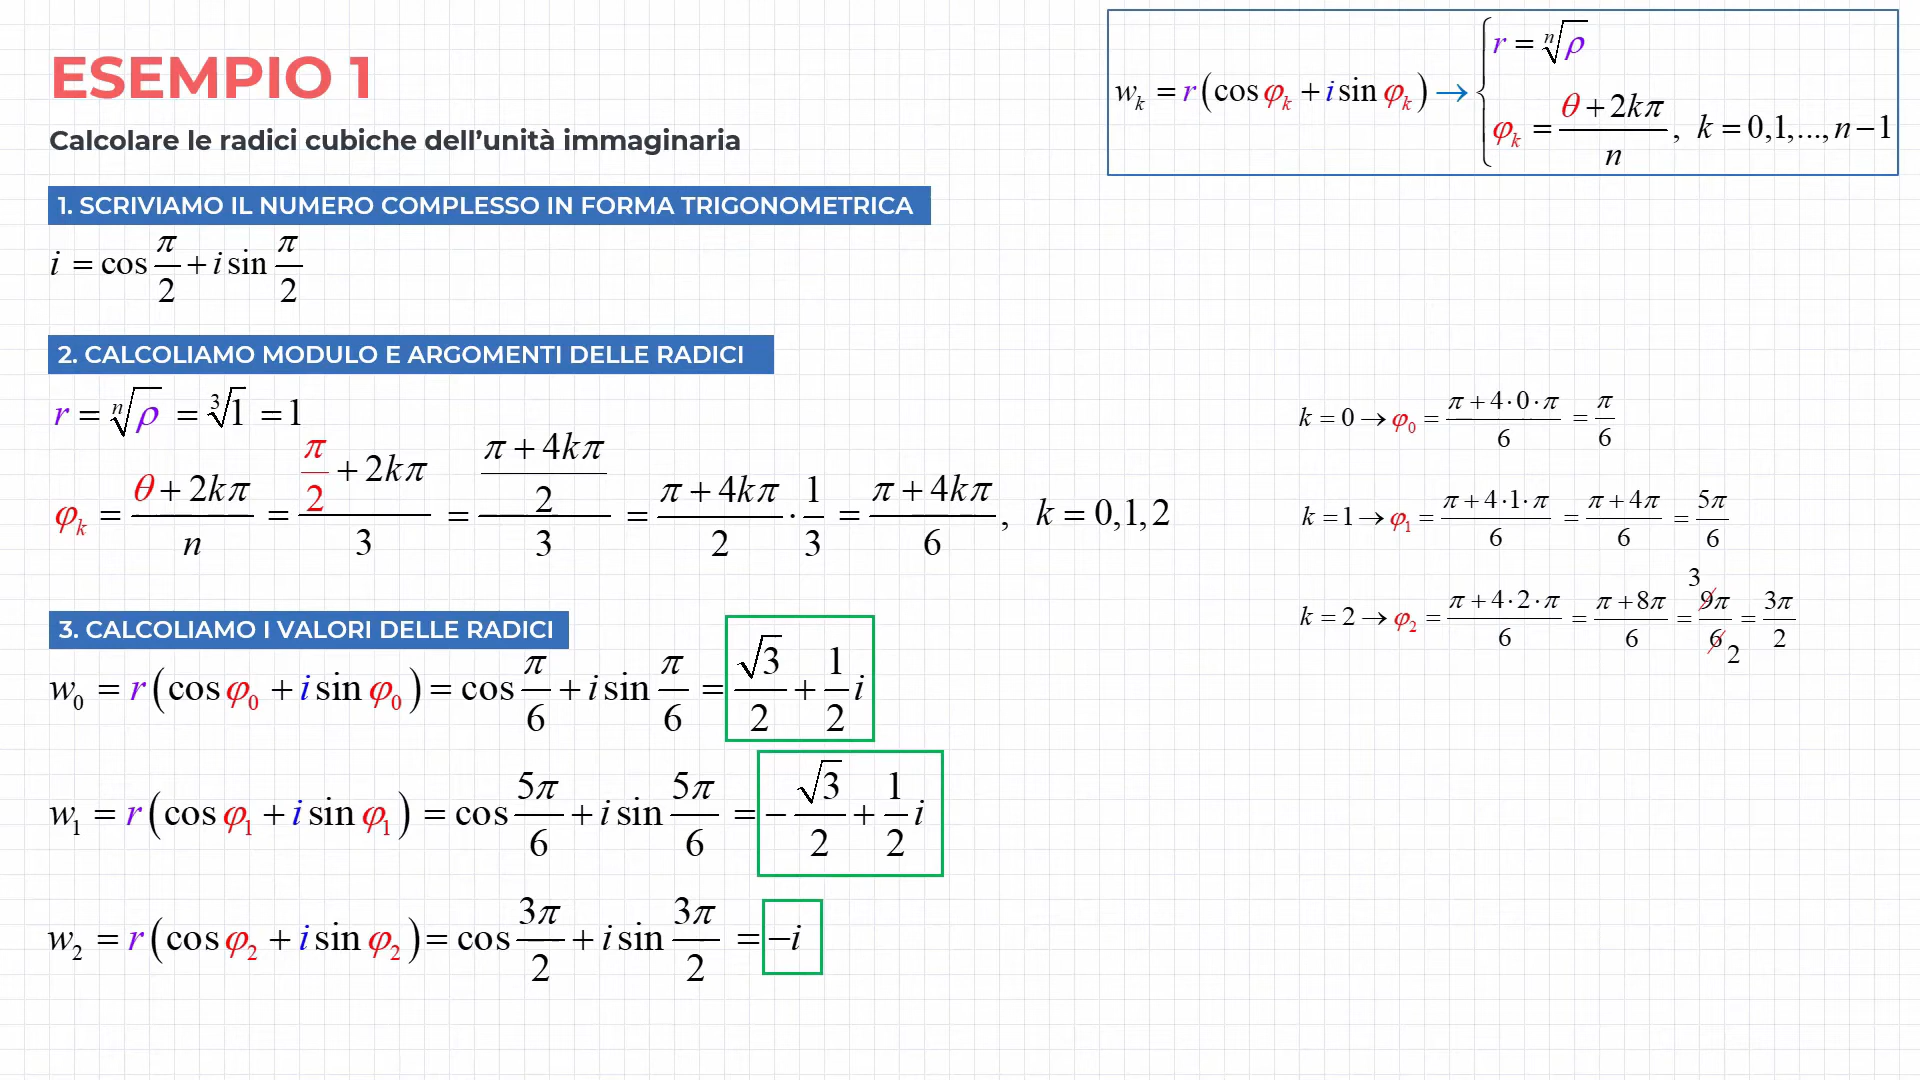 ESEMPIO 1
Calcolare le radici cubiche dell'unità immaginaria
w_k = r(cos φ_k + i sin φ_k) → { r = ⁿ√ρ
φ_k = (θ + 2kπ)/n, k = 0,1,...,n−1
1. SCRIVIAMO IL NUMERO COMPLESSO IN FORMA TRIGONOMETRICA
i = cos π/2 + i sin π/2
2. CALCOLIAMO MODULO E ARGOMENTI DELLE RADICI
r = ⁿ√ρ = ³√1 = 1
φ_k = (θ + 2kπ)/n = (π/2 + 2kπ)/3 = ((π + 4kπ)/2)/3 = (π + 4kπ)/2 · 1/3 = (π + 4kπ)/6, k = 0,1,2
k = 0 → φ_0 = (π + 4·0·π)/6 = π/6
k = 1 → φ_1 = (π + 4·1·π)/6 = (π + 4π)/6 = 5π/6
k = 2 → φ_2 = (π + 4·2·π)/6 = (π + 8π)/6 = 3 9π/6 2 = 3π/2
3. CALCOLIAMO I VALORI DELLE RADICI
w_0 = r(cos φ_0 + i sin φ_0) = cos π/6 + i sin π/6 = √3/2 + 1/2 i
w_1 = r(cos φ_1 + i sin φ_1) = cos 5π/6 + i sin 5π/6 = −√3/2 + 1/2 i
w_2 = r(cos φ_2 + i sin φ_2) = cos 3π/2 + i sin 3π/2 = −i